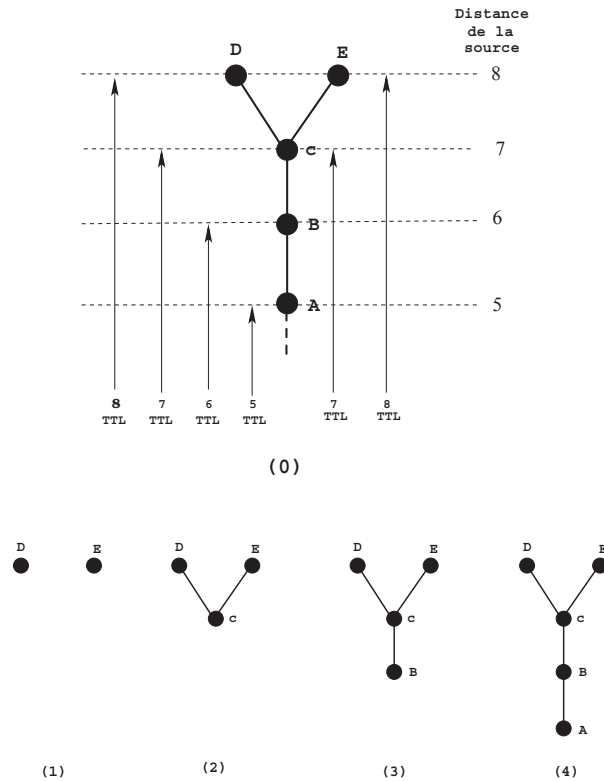 Distance
de la
source
D
E
8
C
7
B
6
A
5
8 7 6 5 7 8
TTL TTL TTL TTL TTL TTL
(0)
D E D E D E D E
C C C
B B
A
(1) (2) (3) (4)